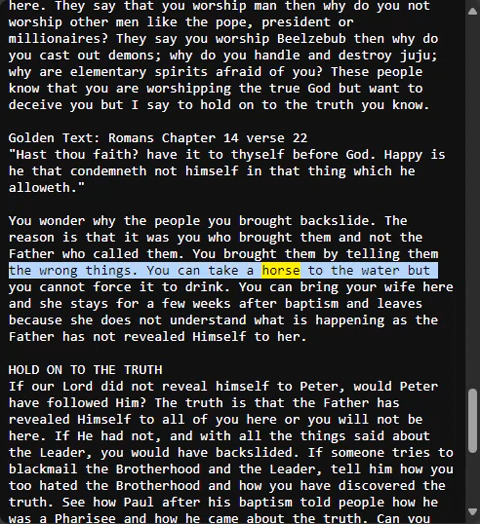 here. They say that you worship man then why do you not
worship other men like the pope, president or
millionaires? They say you worship Beelzebub then why do
you cast out demons; why do you handle and destroy juju;
why are elementary spirits afraid of you? These people
know that you are worshipping the true God but want to
deceive you but I say to hold on to the truth you know.

Golden Text: Romans Chapter 14 verse 22
"Hast thou faith? have it to thyself before God. Happy is
he that condemneth not himself in that thing which he
alloweth."

You wonder why the people you brought backslide. The
reason is that it was you who brought them and not the
Father who called them. You brought them by telling them
the wrong things. You can take a horse to the water but
you cannot force it to drink. You can bring your wife here
and she stays for a few weeks after baptism and leaves
because she does not understand what is happening as the
Father has not revealed Himself to her.

HOLD ON TO THE TRUTH
If our Lord did not reveal himself to Peter, would Peter
have followed Him? The truth is that the Father has
revealed Himself to all of you here or you will not be
here. If He had not, and with all the things said about
the Leader, you would have backslided. If someone tries to
blackmail the Brotherhood and the Leader, tell him how you
too hated the Brotherhood and how you have discovered the
truth. See how Paul after his baptism told people how he
was a Pharisee and how he came about the truth. Can you